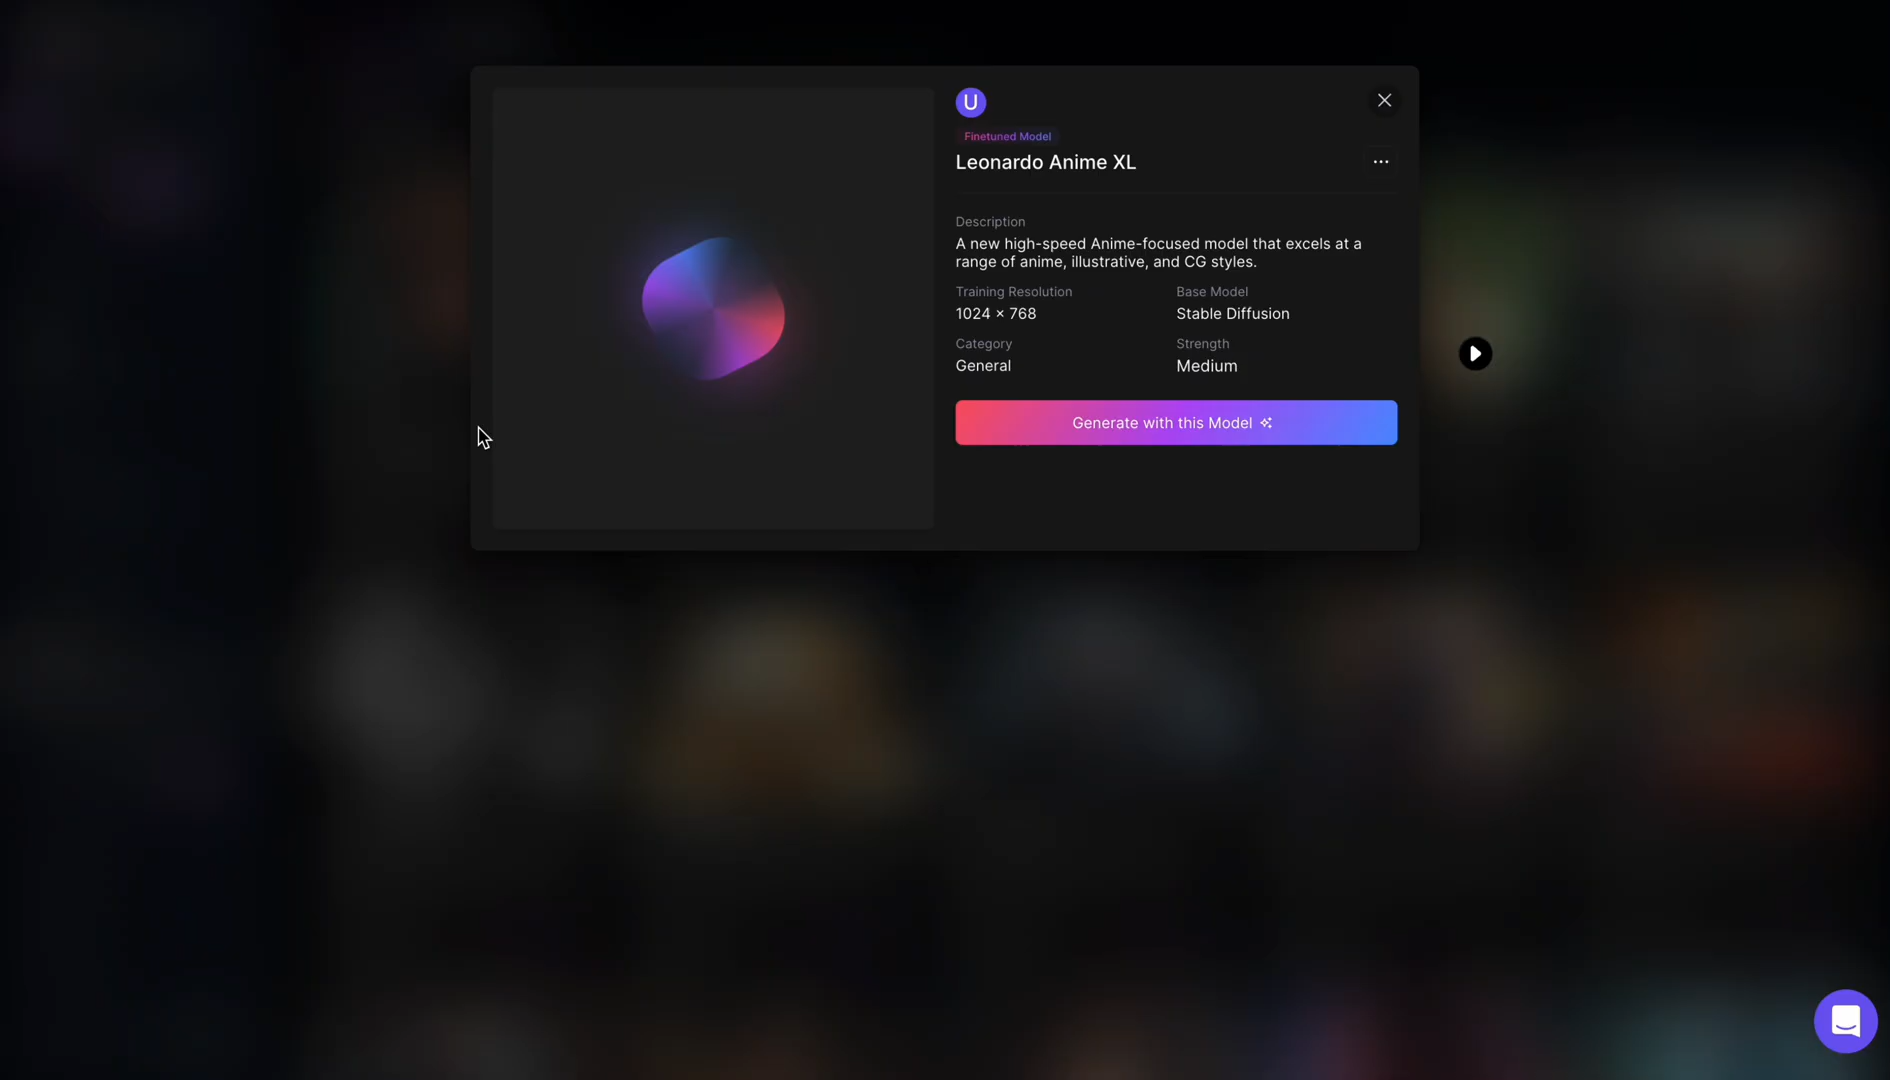 U
Finetuned Model
Leonardo Anime XL
Description
A new high-speed Anime-focused model that excels at a
range of anime, illustrative, and CG styles.
Training Resolution
1024 × 768
Base Model
Stable Diffusion
Category
General
Strength
Medium
Generate with this Model